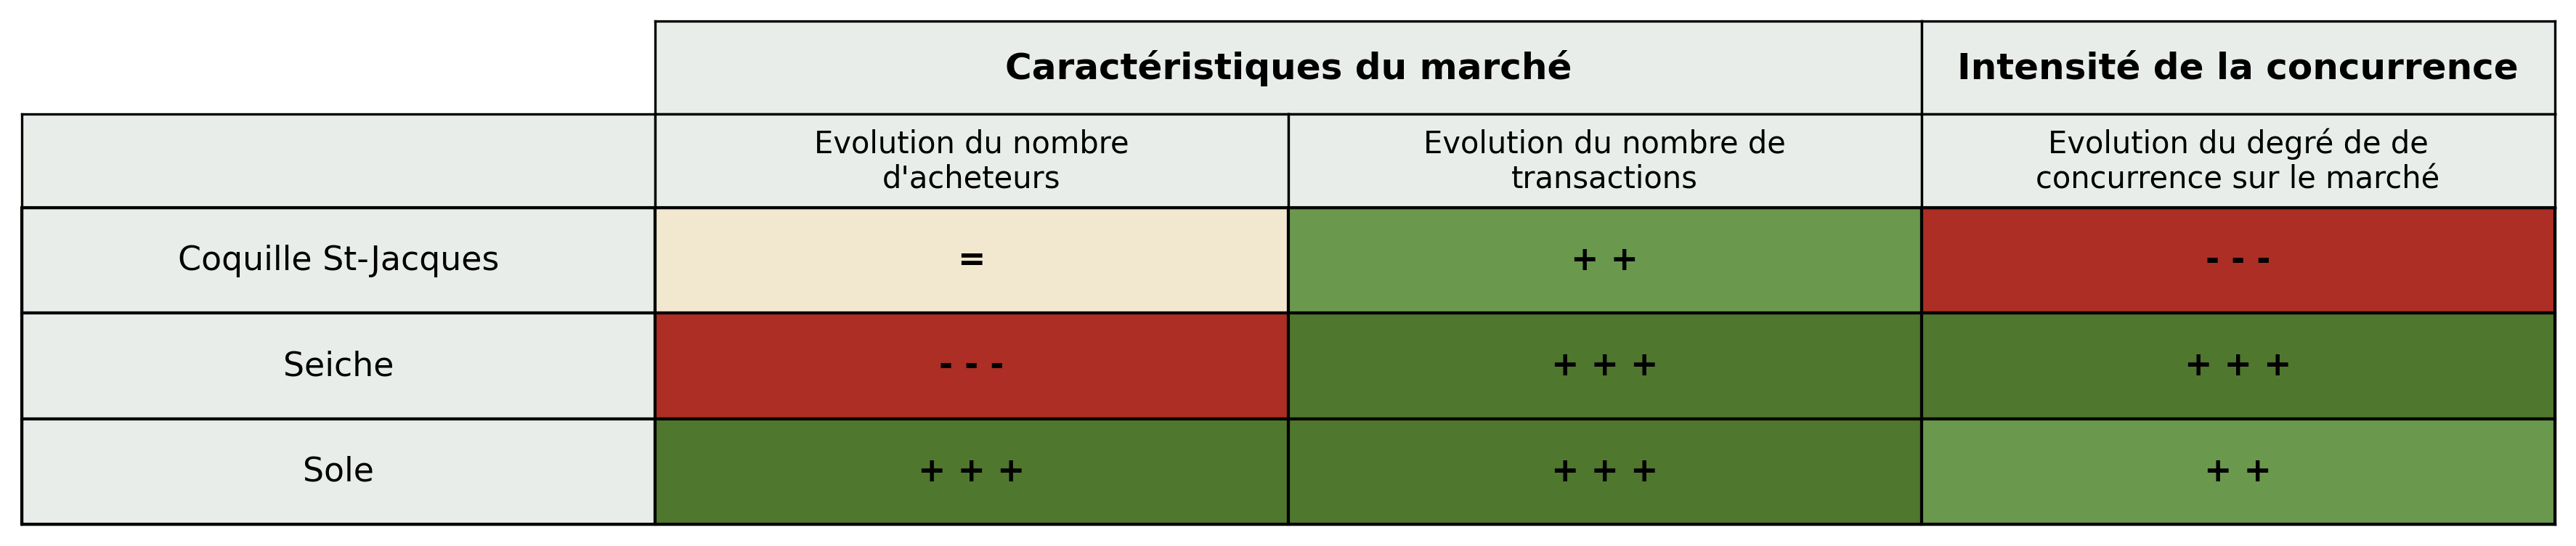 Caractéristiques du marché
Intensité de la concurrence
Evolution du nombre
d'acheteurs
Evolution du nombre de
transactions
Evolution du degré de de
concurrence sur le marché
Coquille St-Jacques
=
+ +
- - -
Seiche
- - -
+ + +
+ + +
Sole
+ + +
+ + +
+ +